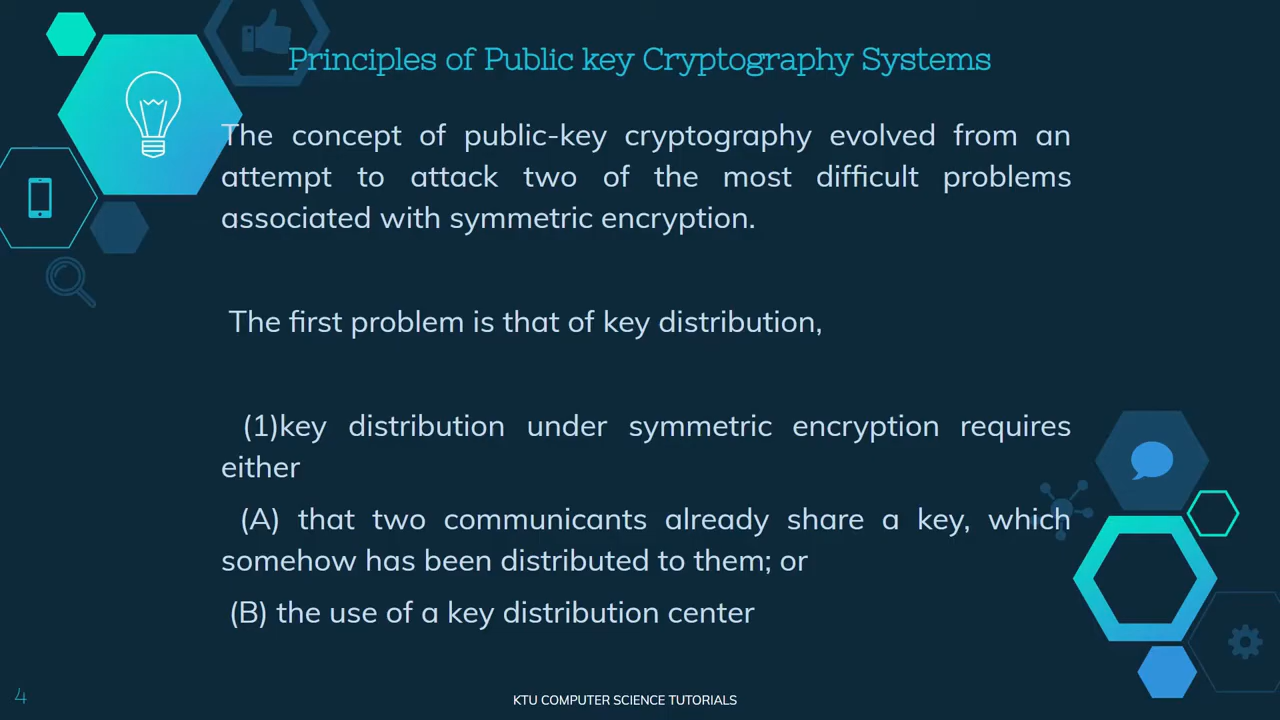 Principles of Public key Cryptography Systems
The concept of public-key cryptography evolved from an
attempt to attack two of the most difficult problems
associated with symmetric encryption.
The first problem is that of key distribution,
(1)key distribution under symmetric encryption requires
either
(A) that two communicants already share a key, which
somehow has been distributed to them; or
(B) the use of a key distribution center
4
KTU COMPUTER SCIENCE TUTORIALS